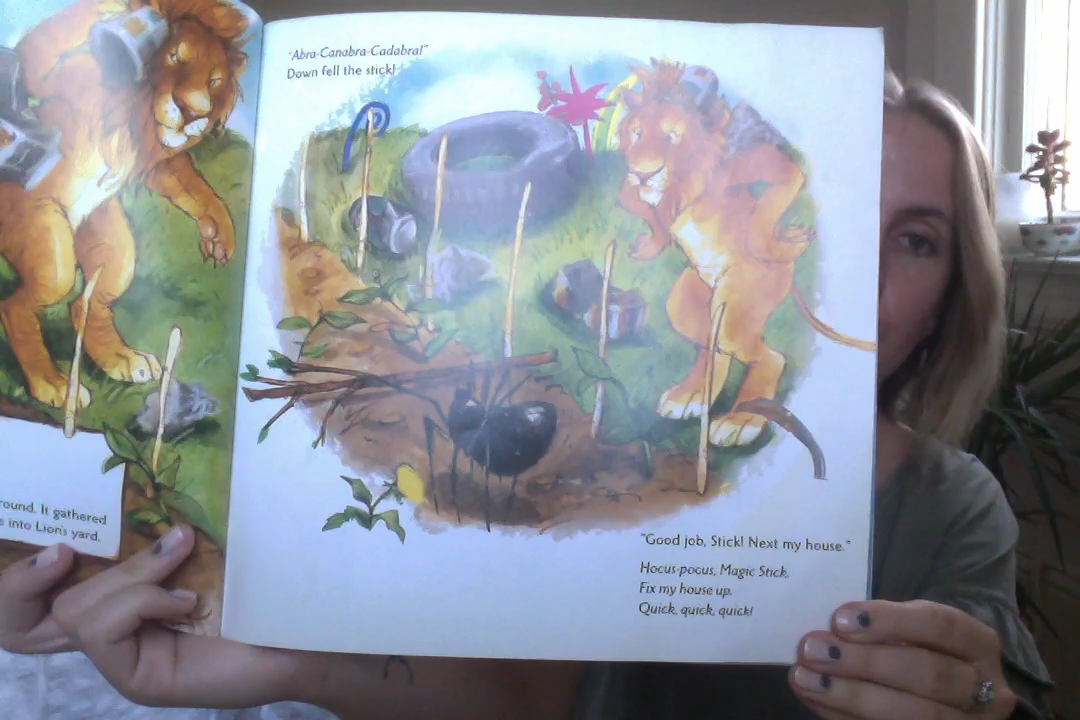 round. It gathered
e into Lion's yard.
"Abra-Canabra-Cadabra!"
Down fell the stick!
"Good job, Stick! Next my house."
Hocus-pocus, Magic Stick,
Fix my house up.
Quick, quick, quick!